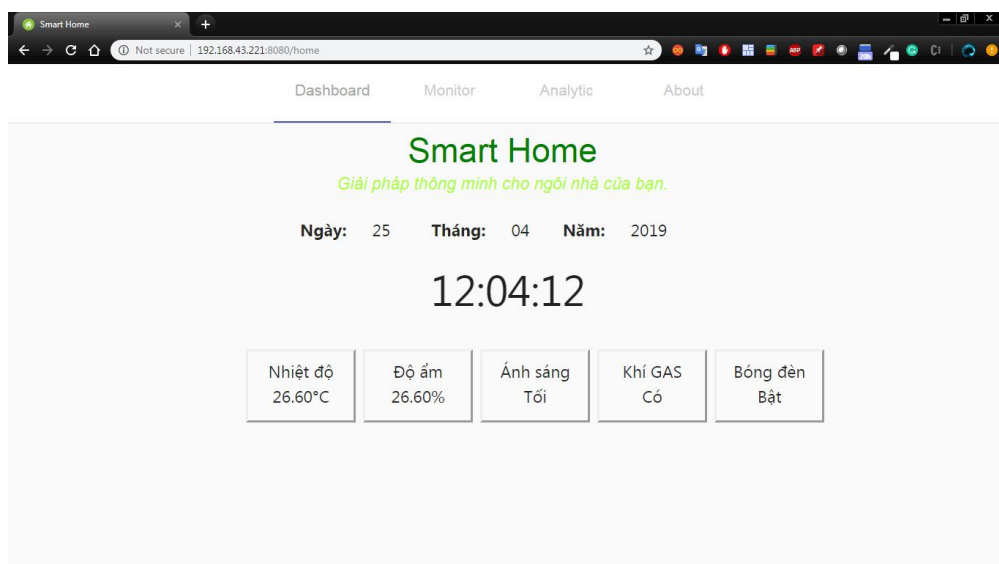 Smart Home
Not secure 192.168.43.221:8080/home
Dashboard Monitor Analytic About
Smart Home
Giải pháp thông minh cho ngôi nhà của bạn.
Ngày: 25 Tháng: 04 Năm: 2019
12:04:12
Nhiệt độ Độ ẩm Ánh sáng Khí GAS Bóng đèn
26.60°C 26.60% Tối Có Bật